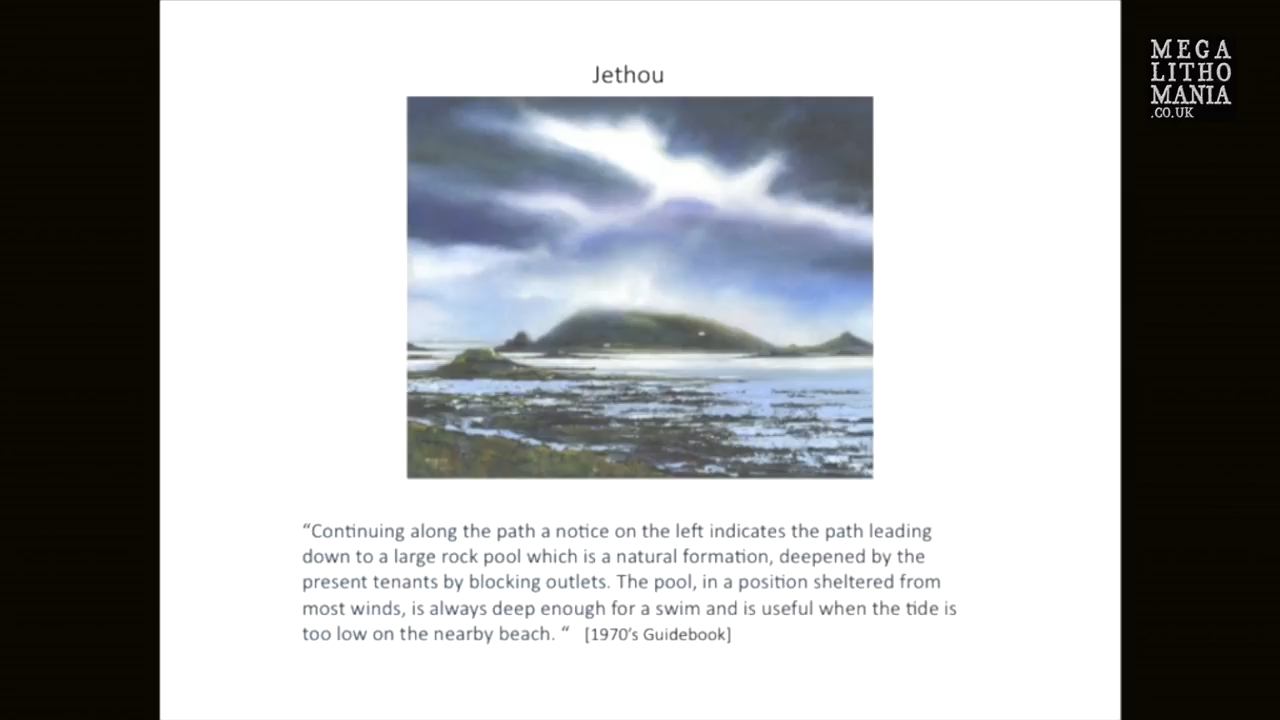 Jethou
MEGA
LITHO
MANIA
.CO.UK
“Continuing along the path a notice on the left indicates the path leading
down to a large rock pool which is a natural formation, deepened by the
present tenants by blocking outlets. The pool, in a position sheltered from
most winds, is always deep enough for a swim and is useful when the tide is
too low on the nearby beach. “ [1970’s Guidebook]